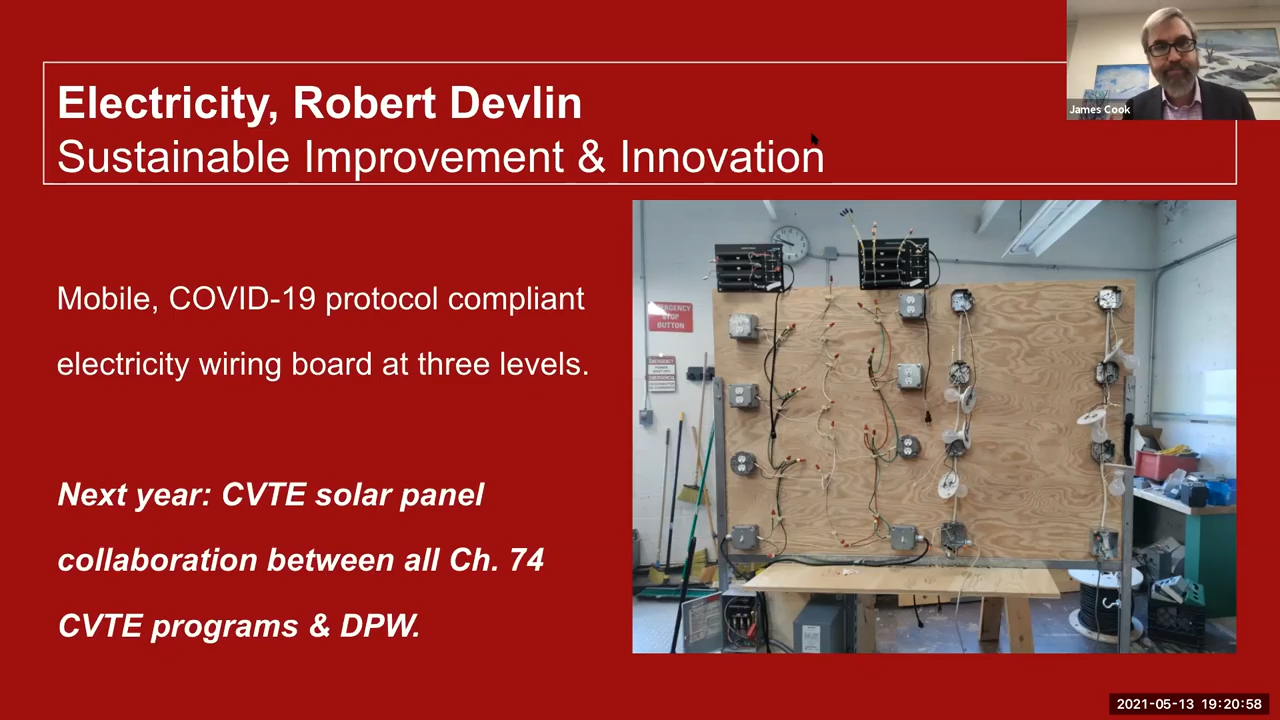 Electricity, Robert Devlin
Sustainable Improvement & Innovation
James Cook
Mobile, COVID-19 protocol compliant
electricity wiring board at three levels.
Next year: CVTE solar panel
collaboration between all Ch. 74
CVTE programs & DPW.
EMERGENCY
STOP
BUTTON
EMERGENCY
2021-05-13 19:20:58